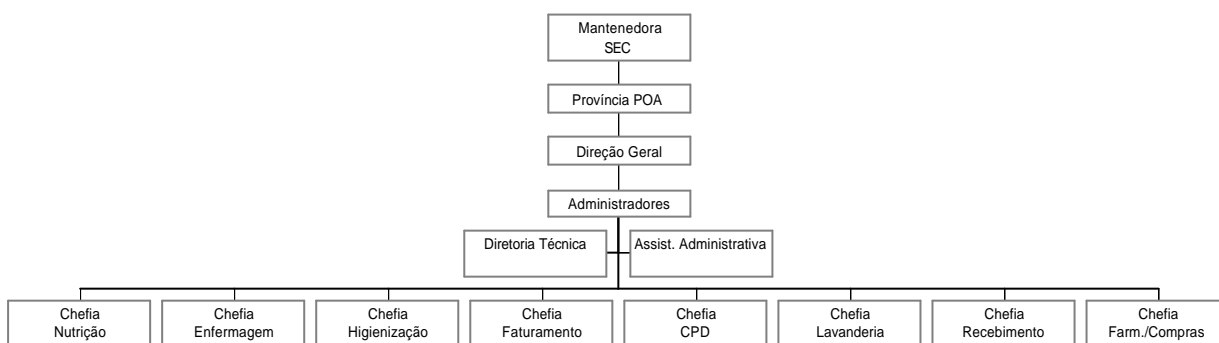 Mantenedora
SEC
Província POA
Direção Geral
Administradores
Diretoria Técnica
Assist. Administrativa
Chefia
Nutrição
Chefia
Enfermagem
Chefia
Higienização
Chefia
Faturamento
Chefia
CPD
Chefia
Lavanderia
Chefia
Recebimento
Chefia
Farm./Compras